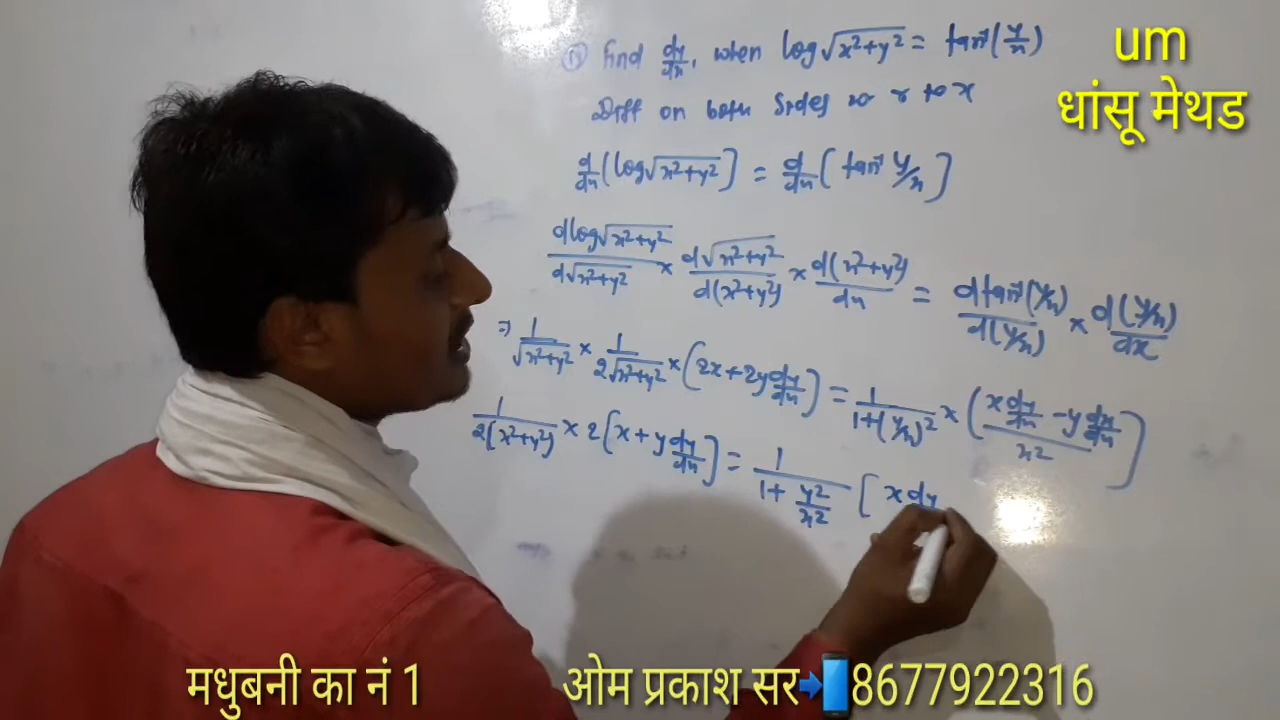 um
धांसू मेथड
(iv) Find dy/dx, when log√(x²+y²) = tan⁻¹(y/x)
Diff on both Sides w r to x
d/dx(log√(x²+y²)] = d/dx(tan⁻¹ y/x]
dlog√(x²+y²)/d√(x²+y²) × d√(x²+y²)/d(x²+y²) × d(x²+y²)/dx = dtan⁻¹(y/x)/d(y/x) × d(y/x)/dx
=) 1/√(x²+y²) × 1/2√(x²+y²) × (2x+2y dy/dx) = 1/1+(y/x)² × (x dy/dx - y dx/dx / x²)
1/2(x²+y²) × 2[x + y dy/dx] = 1/1+y²/x² [x dy
मधुबनी का नं 1 ओम प्रकाश सर 8677922316